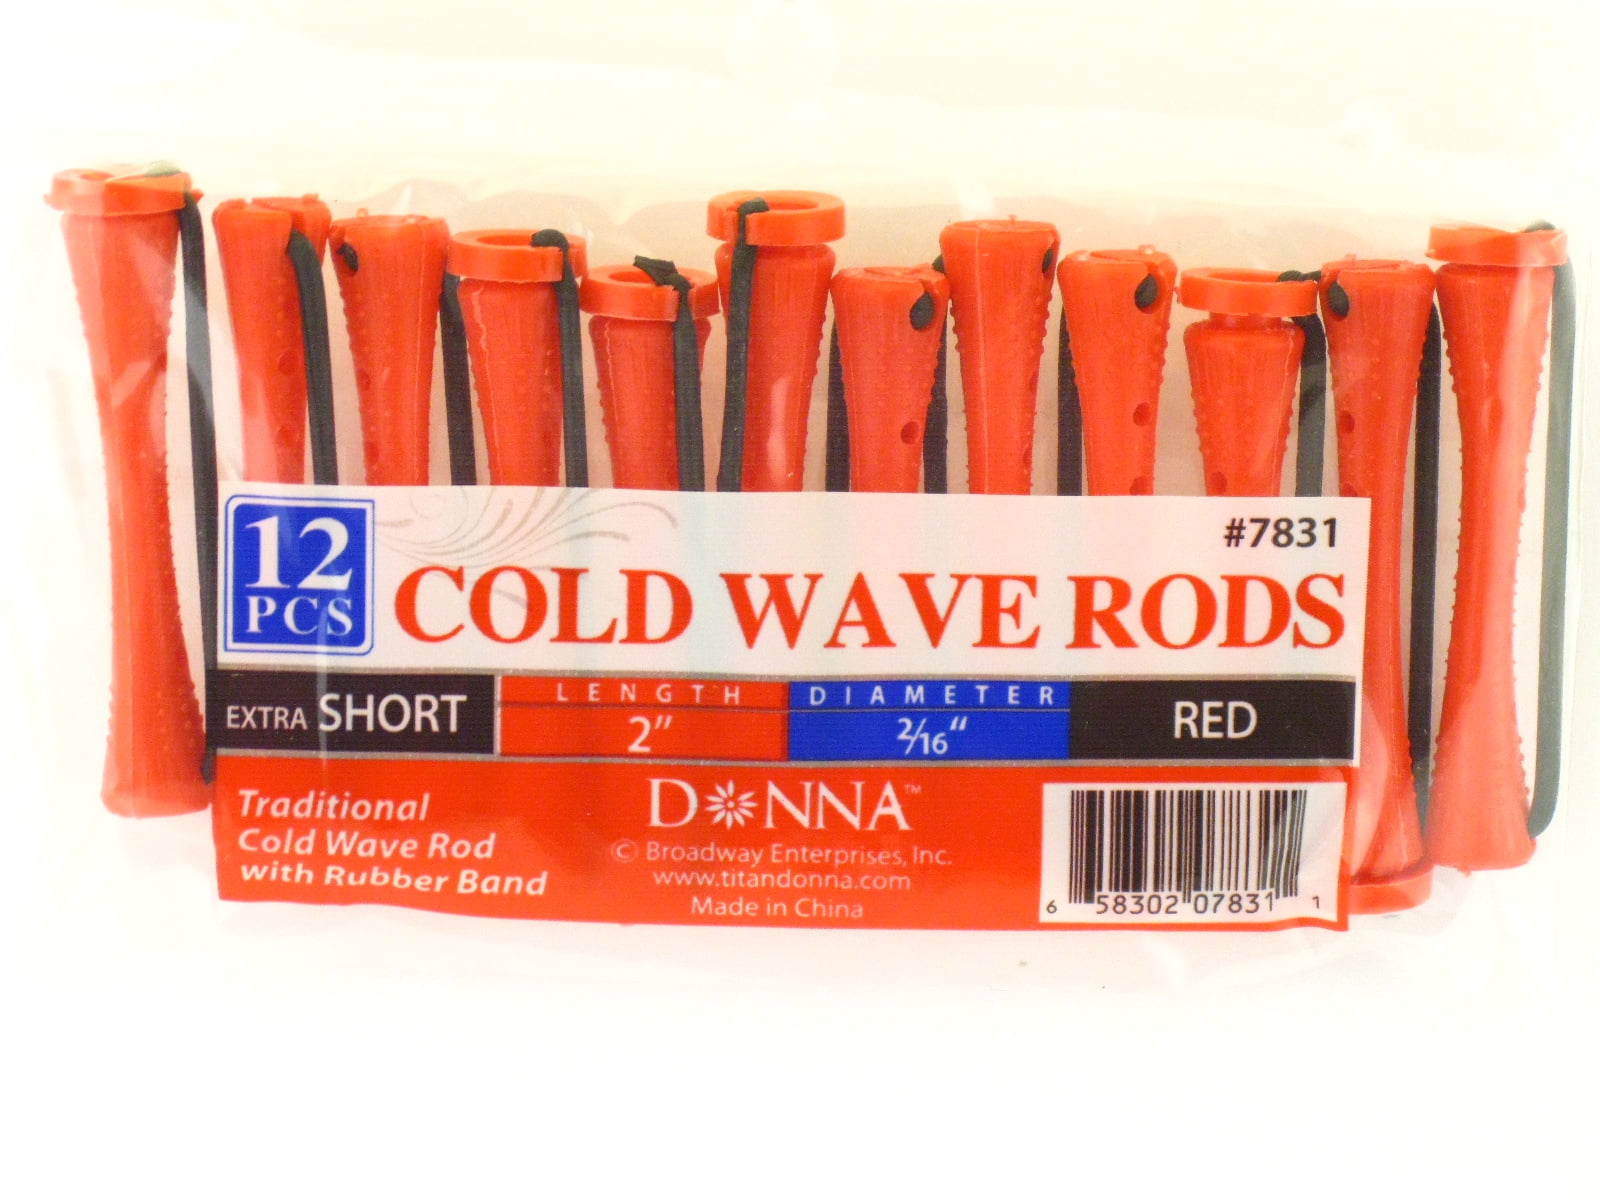 12
PCS
#7831
COLD WAVE RODS
EXTRA SHORT
LENGTH
2"
DIAMETER
2/16"
RED
Traditional
Cold Wave Rod
with Rubber Band
DONNA™
© Broadway Enterprises, Inc.
www.titandonna.com
Made in China
6 58302 07831 1